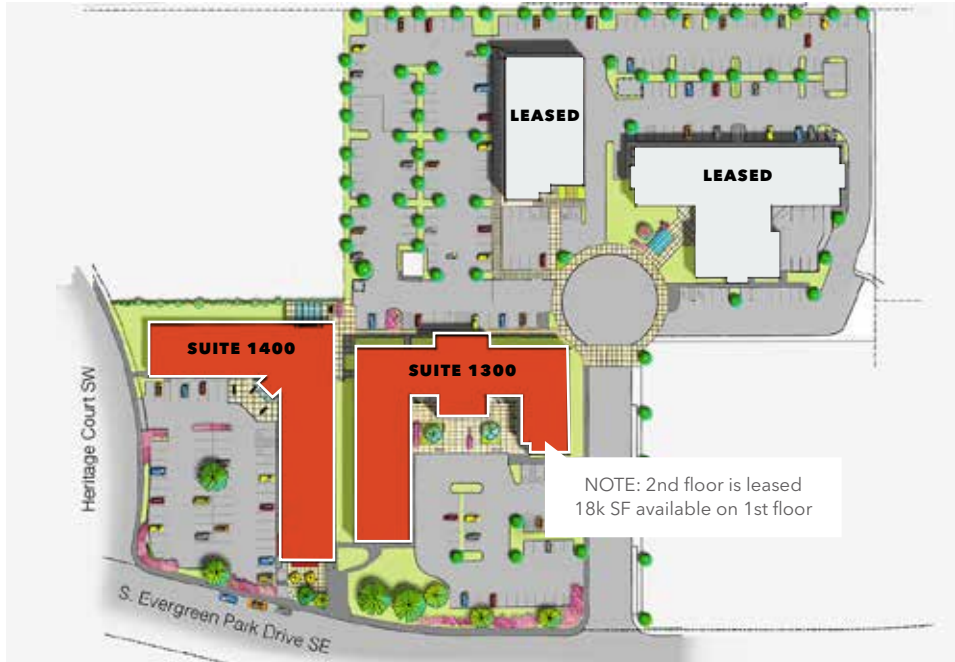 LEASED
LEASED
SUITE 1400
SUITE 1300
Heritage Court SW
NOTE: 2nd floor is leased
18k SF available on 1st floor
S. Evergreen Park Drive SE